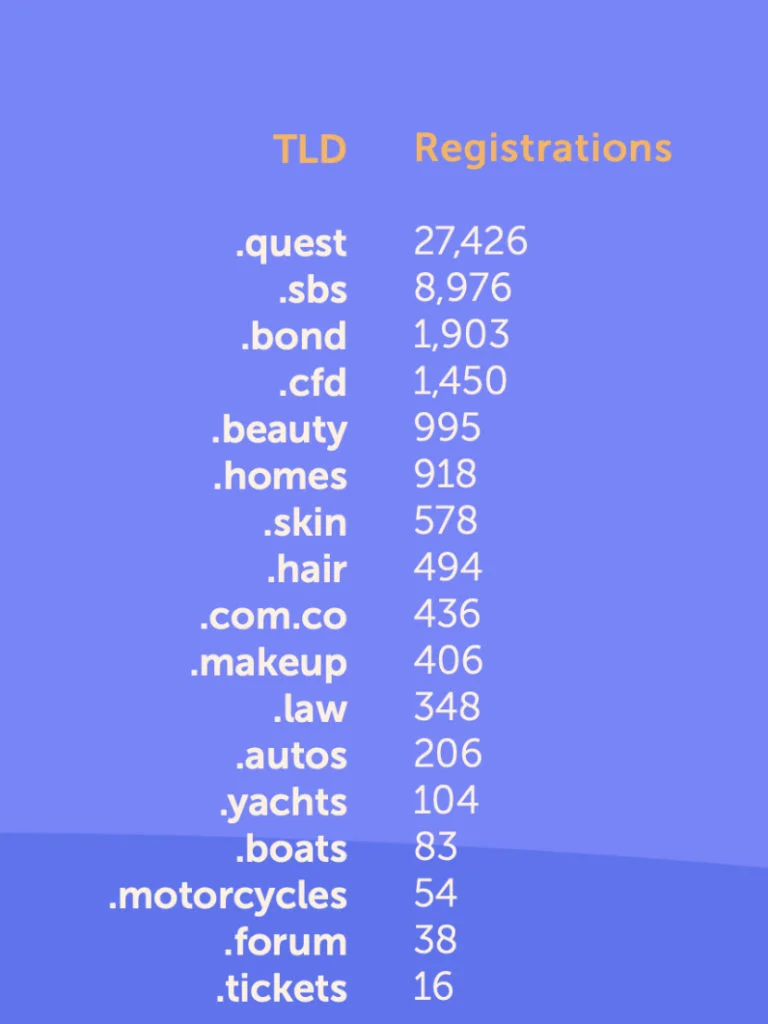 TLD Registrations
.quest 27,426
.sbs 8,976
.bond 1,903
.cfd 1,450
.beauty 995
.homes 918
.skin 578
.hair 494
.com.co 436
.makeup 406
.law 348
.autos 206
.yachts 104
.boats 83
.motorcycles 54
.forum 38
.tickets 16